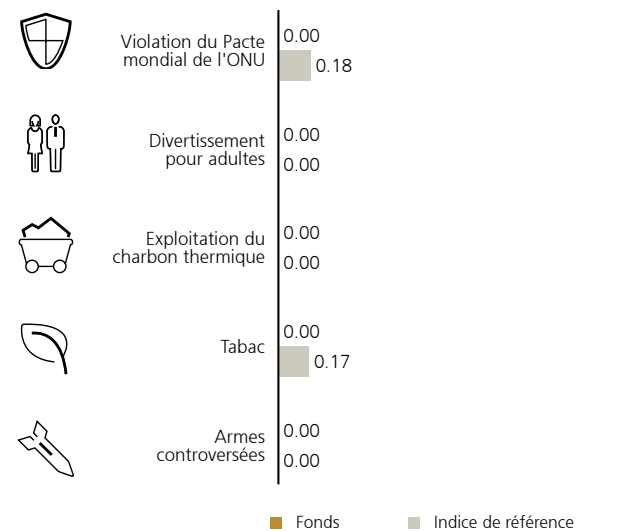 Violation du Pacte
mondial de l'ONU
0.00
0.18
Divertissement
pour adultes
0.00
0.00
Exploitation du
charbon thermique
0.00
0.00
Tabac
0.00
0.17
Armes
controversées
0.00
0.00
Fonds
Indice de référence